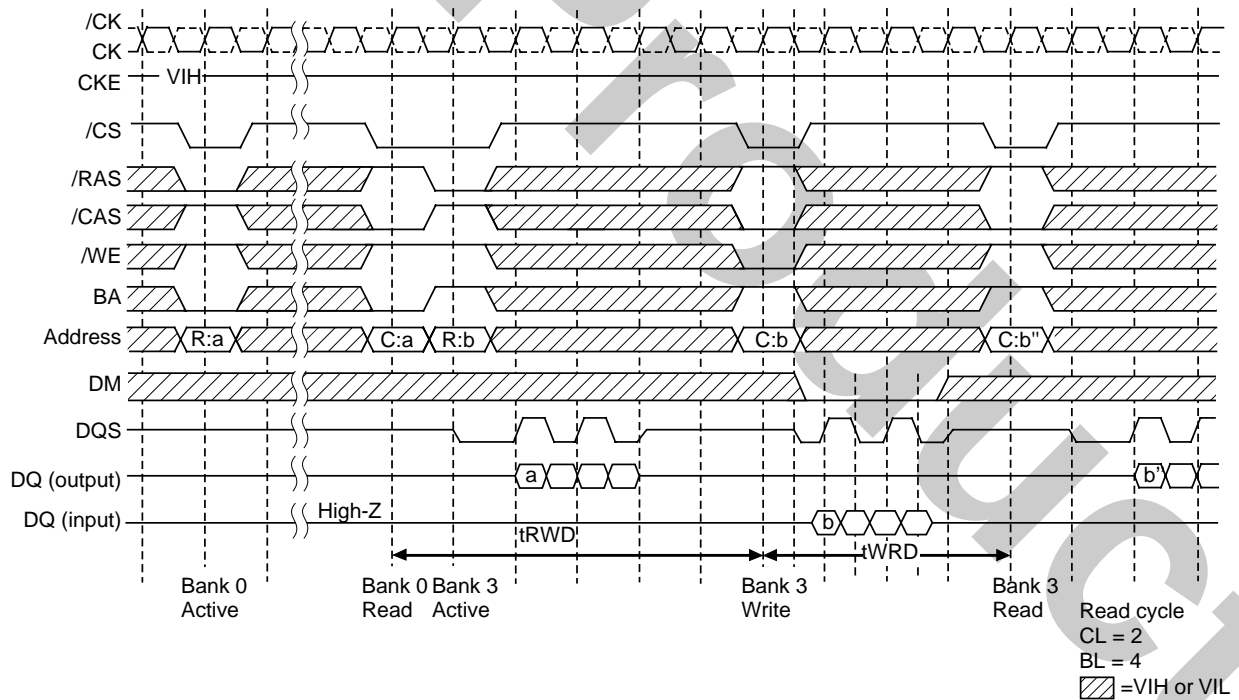 /CK
CK
CKE VIH
/CS
/RAS
/CAS
/WE
BA
Address R:a C:a R:b C:b C:b"
DM
DQS
DQ (output) a b'
DQ (input) High-Z b
tRWD tWRD
Bank 0 Active
Bank 0 Read
Bank 3 Active
Bank 3 Write
Bank 3 Read
Read cycle
CL = 2
BL = 4
=VIH or VIL
roduct